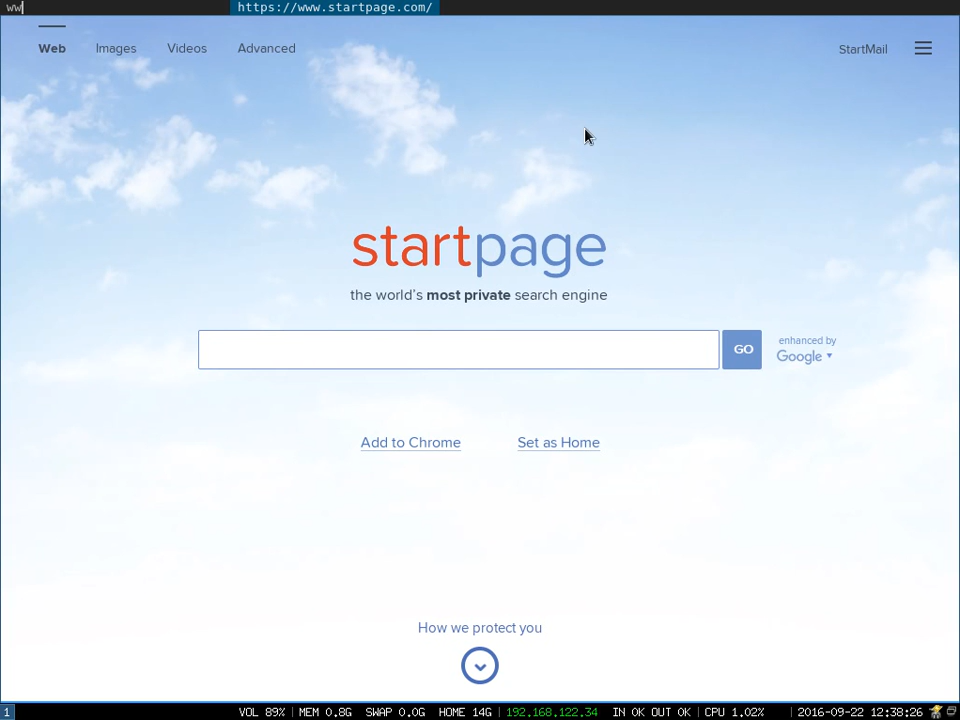 ww https://www.startpage.com/
Web Images Videos Advanced StartMail
startpage
the world's most private search engine
GO
enhanced by
Google
Add to Chrome Set as Home
How we protect you
1 VOL 89% | MEM 0.8G SWAP 0.0G HOME 14G | 192.168.122.34 IN OK OUT OK | CPU 1.02% | 2016-09-22 12:38:26